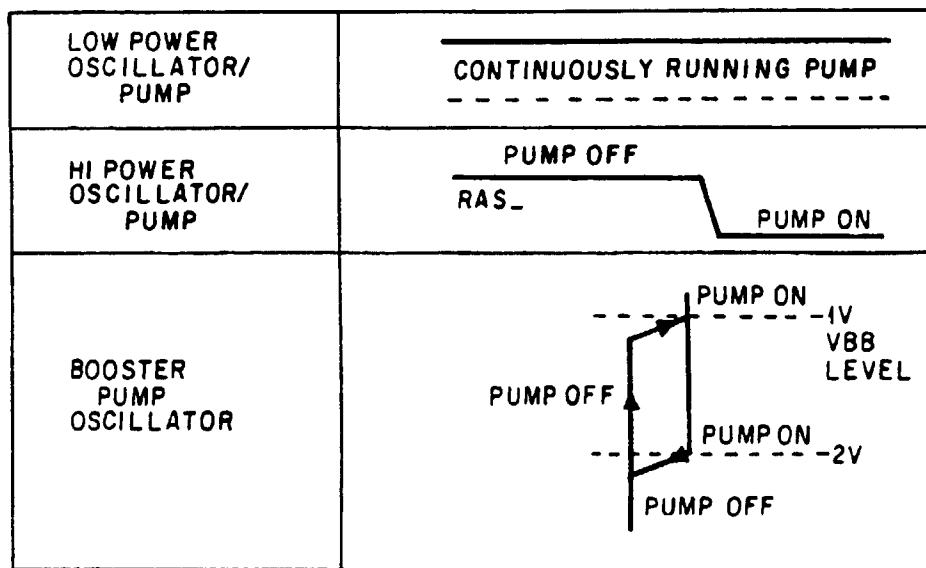 LOW POWER
OSCILLATOR/
PUMP
CONTINUOUSLY RUNNING PUMP
HI POWER
OSCILLATOR/
PUMP
PUMP OFF
RAS_
PUMP ON
BOOSTER
PUMP
OSCILLATOR
PUMP ON
-1V
VBB
LEVEL
PUMP OFF
PUMP ON
-2V
PUMP OFF